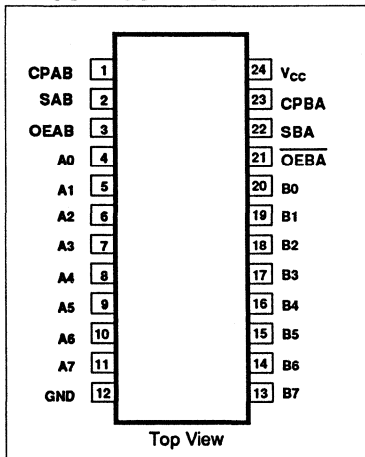 CPAB 1 24 VCC
SAB 2 23 CPBA
OEAB 3 22 SBA
A0 4 21 OEBA
A1 5 20 B0
A2 6 19 B1
A3 7 18 B2
A4 8 17 B3
A5 9 16 B4
A6 10 15 B5
A7 11 14 B6
GND 12 13 B7
Top View